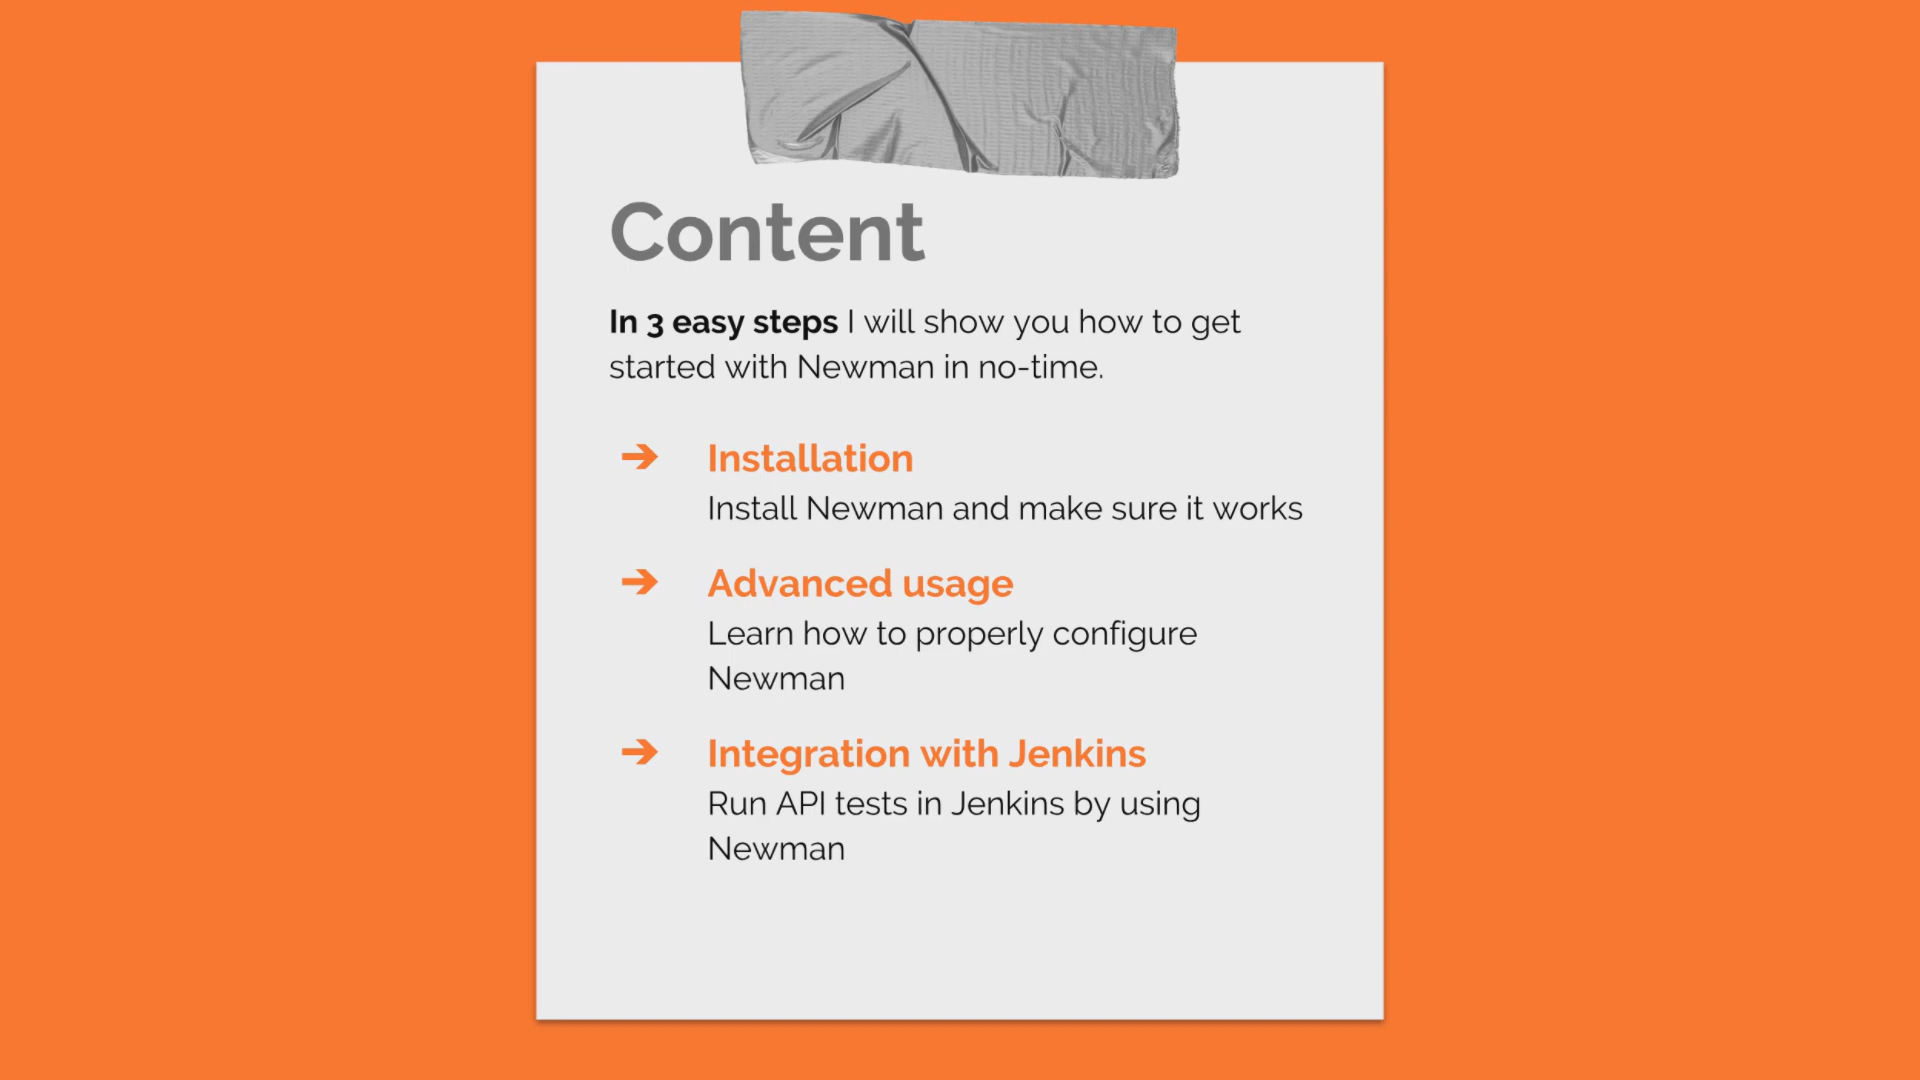 Content
In 3 easy steps I will show you how to get
started with Newman in no-time.
➔ Installation
Install Newman and make sure it works
➔ Advanced usage
Learn how to properly configure
Newman
➔ Integration with Jenkins
Run API tests in Jenkins by using
Newman